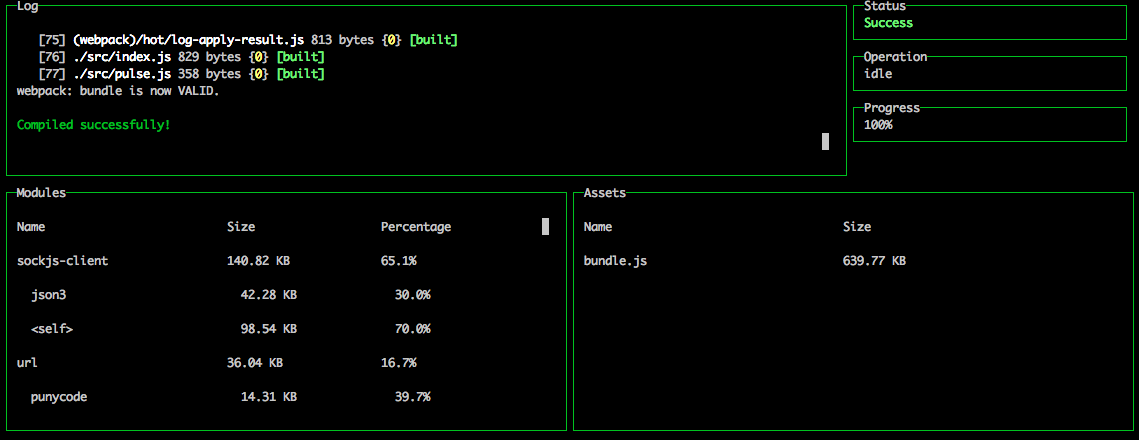 Log
[75] (webpack)/hot/log-apply-result.js 813 bytes {0} [built]
[76] ./src/index.js 829 bytes {0} [built]
[77] ./src/pulse.js 358 bytes {0} [built]
webpack: bundle is now VALID.
Compiled successfully!
Status
Success
Operation
idle
Progress
100%
Modules
Name Size Percentage
sockjs-client 140.82 KB 65.1%
json3 42.28 KB 30.0%
<self> 98.54 KB 70.0%
url 36.04 KB 16.7%
punycode 14.31 KB 39.7%
Assets
Name Size
bundle.js 639.77 KB